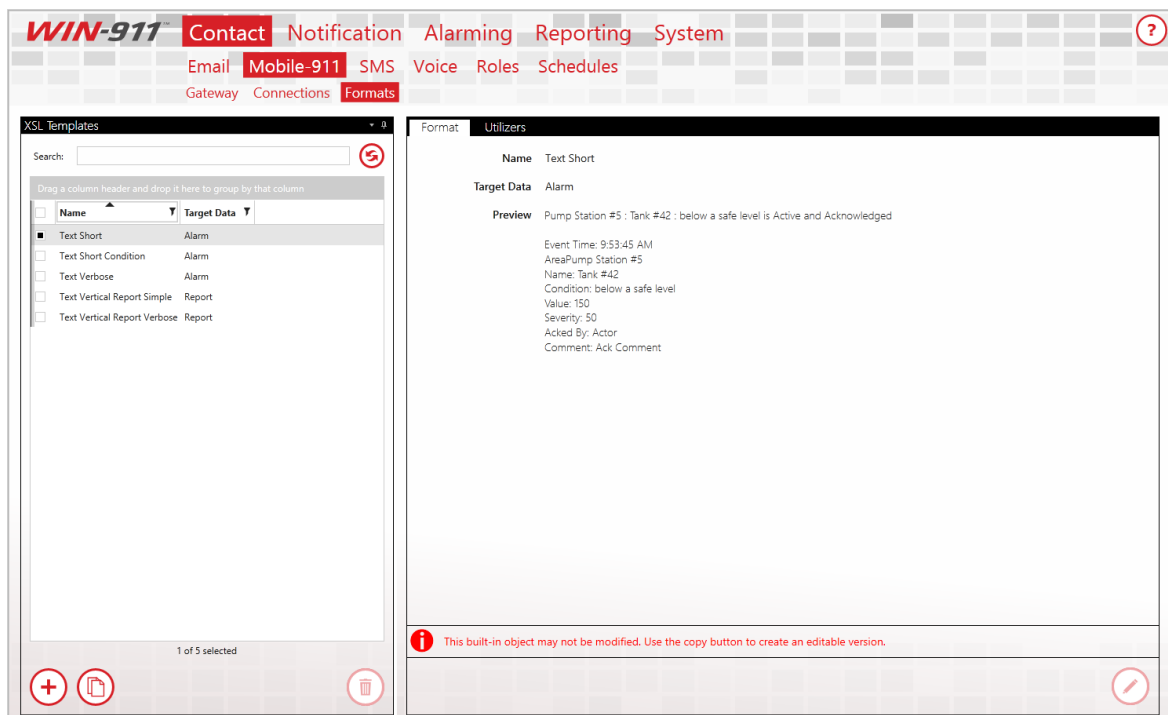 WIN-911™ Contact Notification Alarming Reporting System ?
Email Mobile-911 SMS Voice Roles Schedules
Gateway Connections Formats
XSL Templates
Search:
Drag a column header and drop it here to group by that column
Name Target Data
Text Short Alarm
Text Short Condition Alarm
Text Verbose Alarm
Text Vertical Report Simple Report
Text Vertical Report Verbose Report
1 of 5 selected
Format Utilizers
Name Text Short
Target Data Alarm
Preview Pump Station #5 : Tank #42 : below a safe level is Active and Acknowledged
Event Time: 9:53:45 AM
AreaPump Station #5
Name: Tank #42
Condition: below a safe level
Value: 150
Severity: 50
Acked By: Actor
Comment: Ack Comment
This built-in object may not be modified. Use the copy button to create an editable version.